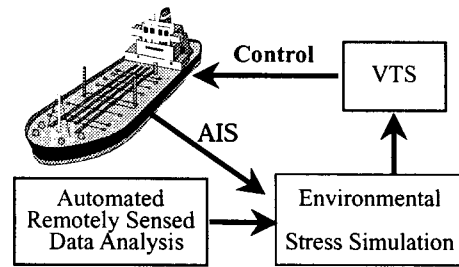 Control
VTS
AIS
Automated
Remotely Sensed
Data Analysis
Environmental
Stress Simulation